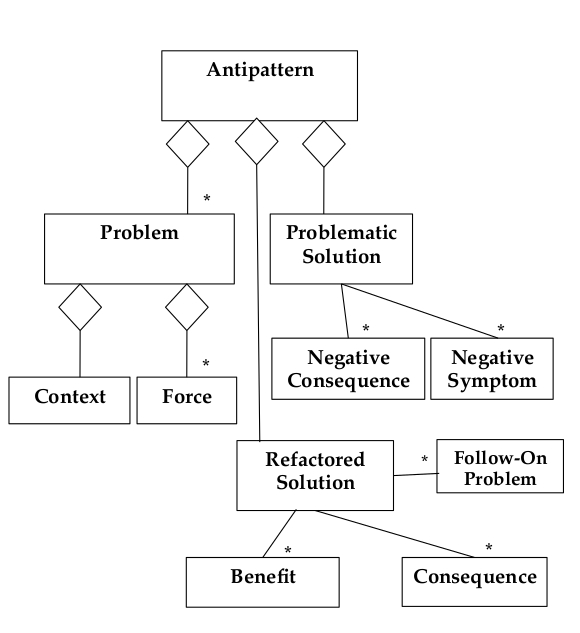 Antipattern
*
Problem
Problematic
Solution
*
*
Negative
Consequence
Negative
Symptom
*
Context
Force
Refactored
Solution
*
Follow-On
Problem
*
*
Benefit
Consequence